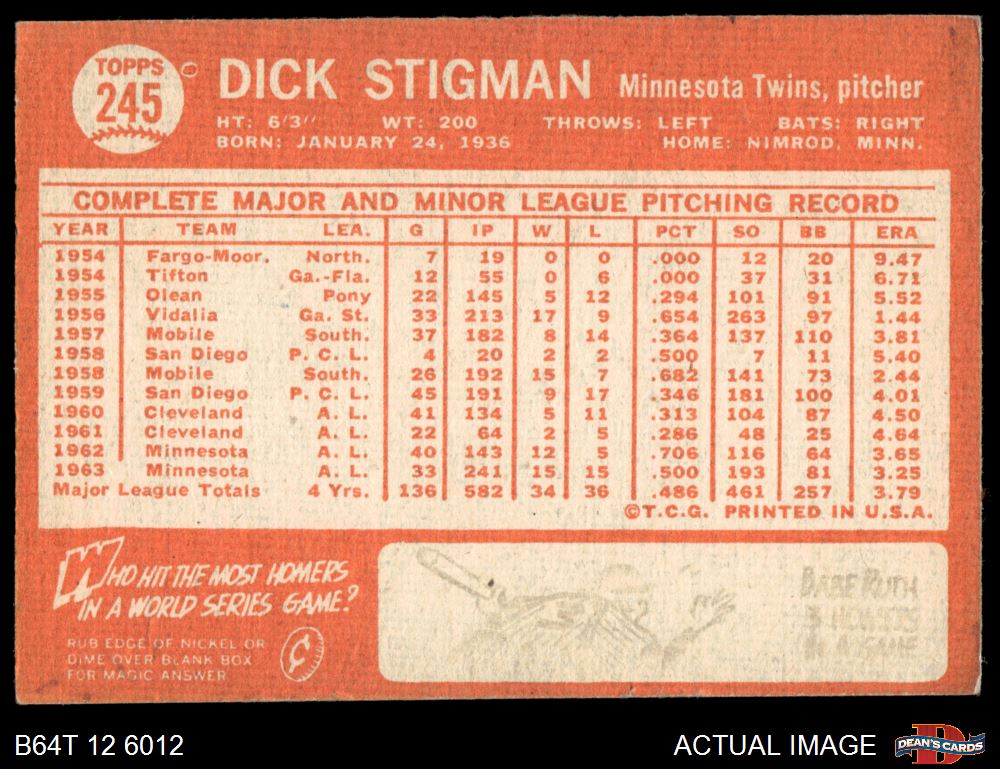 TOPPS
245
DICK STIGMAN Minnesota Twins, pitcher
HT: 6'3'' WT: 200 THROWS: LEFT BATS: RIGHT
BORN: JANUARY 24, 1936 HOME: NIMROD, MINN.
COMPLETE MAJOR AND MINOR LEAGUE PITCHING RECORD
YEAR TEAM LEA. G IP W L PCT SO BB ERA
1954 Fargo-Moor. North. 7 19 0 0 .000 12 20 9.47
1954 Tifton Ga.-Fla. 12 55 0 6 .000 37 31 6.71
1955 Olean Pony 22 145 5 12 .294 101 91 5.52
1956 Vidalia Ga. St. 33 213 17 9 .654 263 97 1.44
1957 Mobile South. 37 182 8 14 .364 137 110 3.81
1958 San Diego P. C. L. 4 20 2 2 .500 7 11 5.40
1958 Mobile South. 26 192 15 7 .682 141 73 2.44
1959 San Diego P. C. L. 45 191 9 17 .346 181 100 4.01
1960 Cleveland A. L. 41 134 5 11 .313 104 87 4.50
1961 Cleveland A. L. 22 64 2 5 .286 48 25 4.64
1962 Minnesota A. L. 40 143 12 5 .706 116 64 3.65
1963 Minnesota A. L. 33 241 15 15 .500 193 81 3.25
Major League Totals 4 Yrs. 136 582 34 36 .486 461 257 3.79
©T.C.G. PRINTED IN U.S.A.
WHO HIT THE MOST HOMERS
IN A WORLD SERIES GAME?
RUB EDGE OF NICKEL OR
DIME OVER BLANK BOX
FOR MAGIC ANSWER
¢
BABE RUTH
3
A GAME
B64T 12 6012
ACTUAL IMAGE
D
DEAN'S CARDS